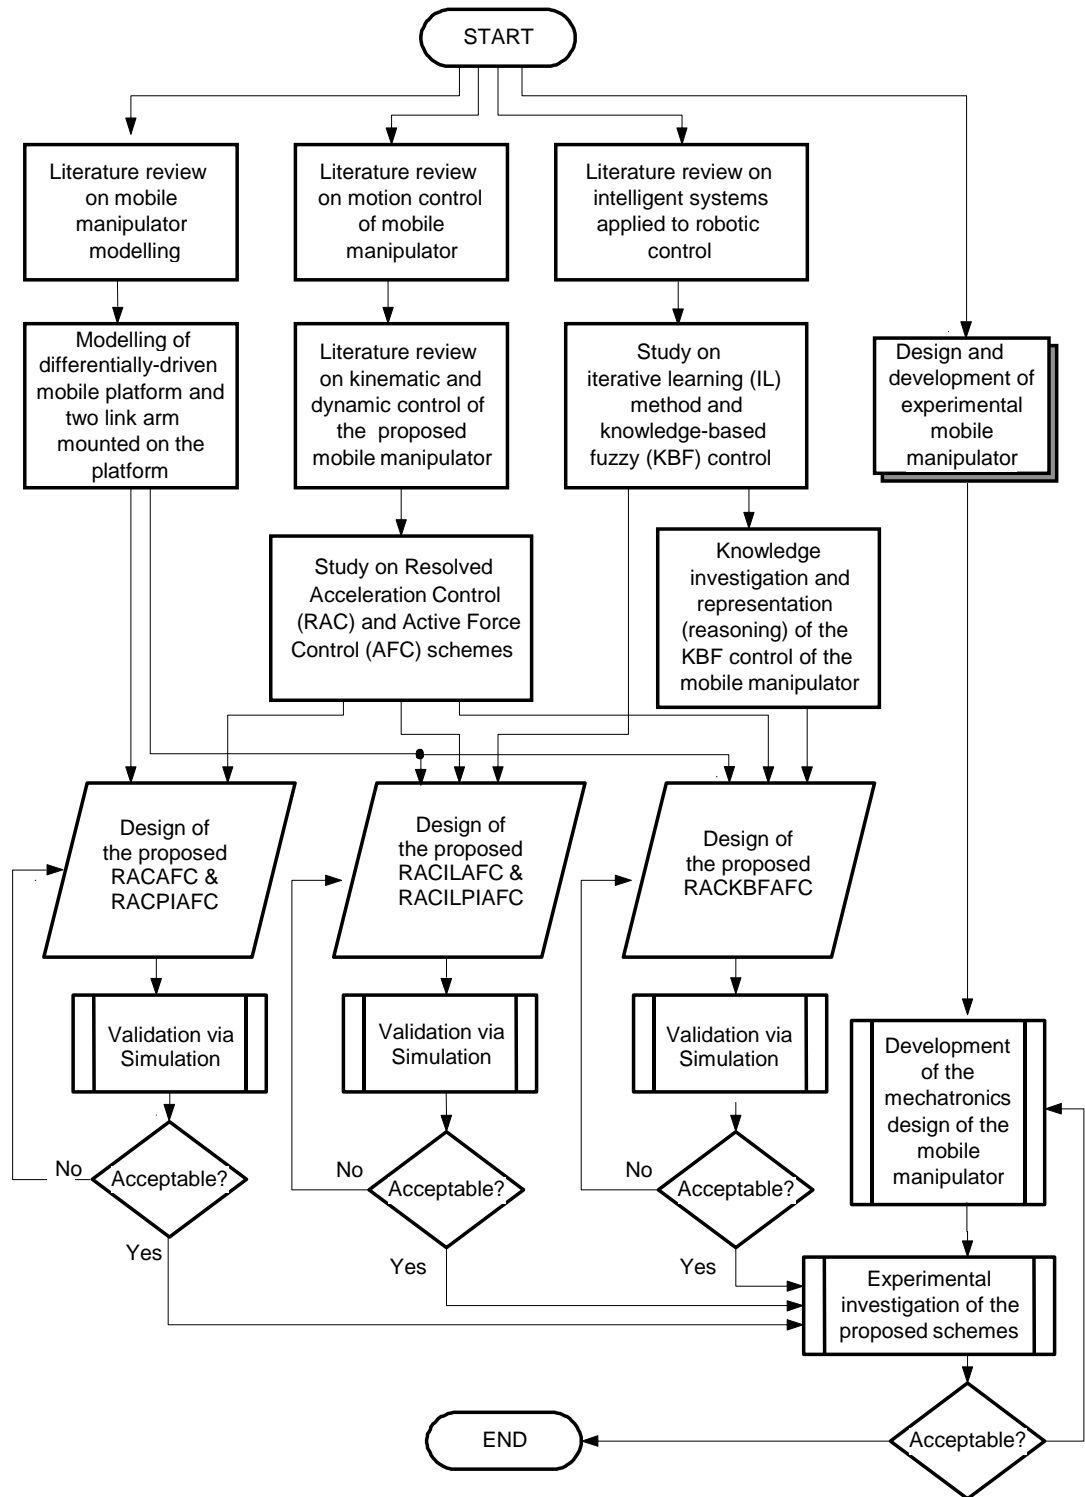 START
Literature review
on mobile
manipulator
modelling
Literature review
on motion control
of mobile
manipulator
Literature review on
intelligent systems
applied to robotic
control
Modelling of
differentially-driven
mobile platform and
two link arm
mounted on the
platform
Literature review
on kinematic and
dynamic control of
the proposed
mobile manipulator
Study on
iterative learning (IL)
method and
knowledge-based
fuzzy (KBF) control
Design and
development of
experimental
mobile
manipulator
Study on Resolved
Acceleration Control
(RAC) and Active Force
Control (AFC) schemes
Knowledge
investigation and
representation
(reasoning) of the
KBF control of the
mobile manipulator
Design of
the proposed
RACAFC &
RACPIAFC
Design of
the proposed
RACILAFC &
RACILPIAFC
Design of
the proposed
RACKBFAFC
Validation via
Simulation
Validation via
Simulation
Validation via
Simulation
Development
of the
mechatronics
design of the
mobile
manipulator
No
Acceptable?
No
Acceptable?
No
Acceptable?
Yes
Yes
Yes
Experimental
investigation of the
proposed schemes
END
Acceptable?